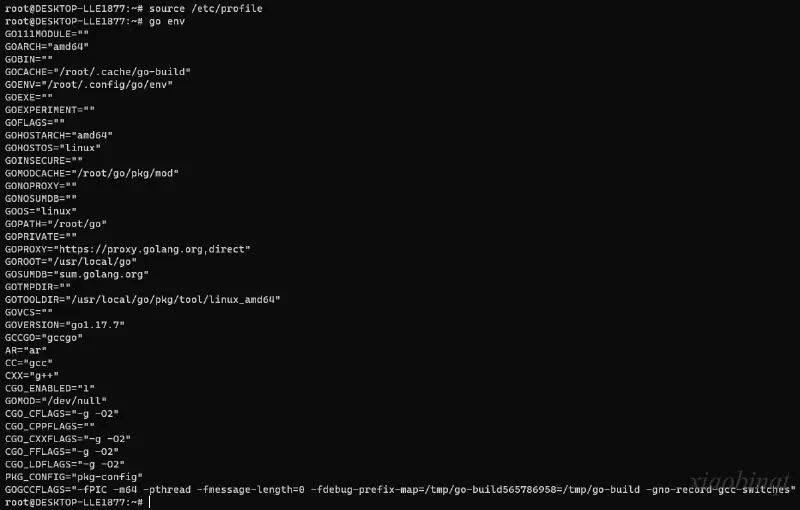 root@DESKTOP-LLE1877:~# source /etc/profile
root@DESKTOP-LLE1877:~# go env
GO111MODULE=""
GOARCH="amd64"
GOBIN=""
GOCACHE="/root/.cache/go-build"
GOENV="/root/.config/go/env"
GOEXE=""
GOEXPERIMENT=""
GOFLAGS=""
GOHOSTARCH="amd64"
GOHOSTOS="linux"
GOINSECURE=""
GOMODCACHE="/root/go/pkg/mod"
GONOPROXY=""
GONOSUMDB=""
GOOS="linux"
GOPATH="/root/go"
GOPRIVATE=""
GOPROXY="https://proxy.golang.org,direct"
GOROOT="/usr/local/go"
GOSUMDB="sum.golang.org"
GOTMPDIR=""
GOTOOLDIR="/usr/local/go/pkg/tool/linux_amd64"
GOVCS=""
GOVERSION="go1.17.7"
GCCGO="gccgo"
AR="ar"
CC="gcc"
CXX="g++"
CGO_ENABLED="1"
GOMOD="/dev/null"
CGO_CFLAGS="-g -O2"
CGO_CPPFLAGS=""
CGO_CXXFLAGS="-g -O2"
CGO_FFLAGS="-g -O2"
CGO_LDFLAGS="-g -O2"
PKG_CONFIG="pkg-config"
GOGCCFLAGS="-fPIC -m64 -pthread -fmessage-length=0 -fdebug-prefix-map=/tmp/go-build565786958=/tmp/go-build -gno-record-gcc-switches"
root@DESKTOP-LLE1877:~#
xiaobinqt